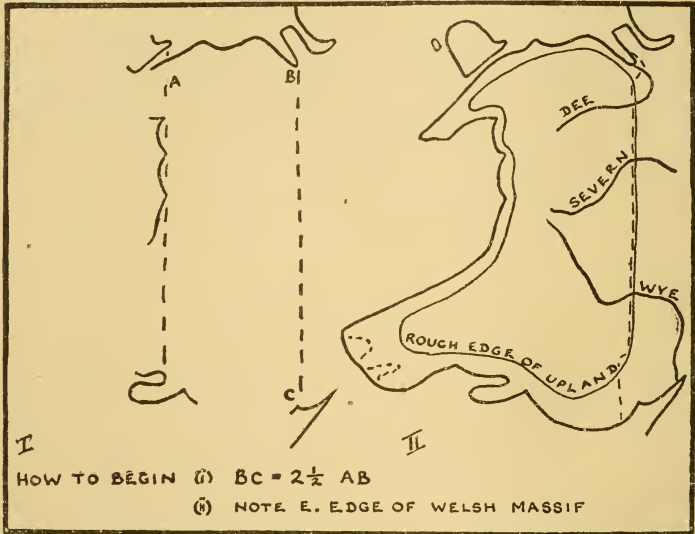 A
B
C
DEE
SEVERN
WYE
ROUGH EDGE OF UPLAND
I
II
HOW TO BEGIN (i) BC = 2½ AB
(ii) NOTE E. EDGE OF WELSH MASSIF